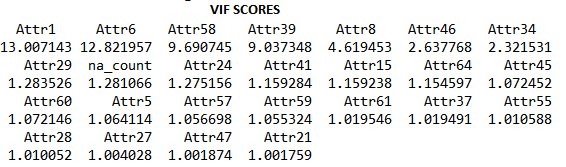 VIF SCORES
Attr1 Attr6 Attr58 Attr39 Attr8 Attr46 Attr34
13.007143 12.821957 9.690745 9.037348 4.619453 2.637768 2.321531
Attr29 na_count Attr24 Attr41 Attr15 Attr64 Attr45
1.283526 1.281066 1.275156 1.159284 1.159238 1.154597 1.072452
Attr60 Attr5 Attr57 Attr59 Attr61 Attr37 Attr55
1.072146 1.064114 1.056698 1.055324 1.019546 1.019491 1.010588
Attr28 Attr27 Attr47 Attr21
1.010052 1.004028 1.001874 1.001759